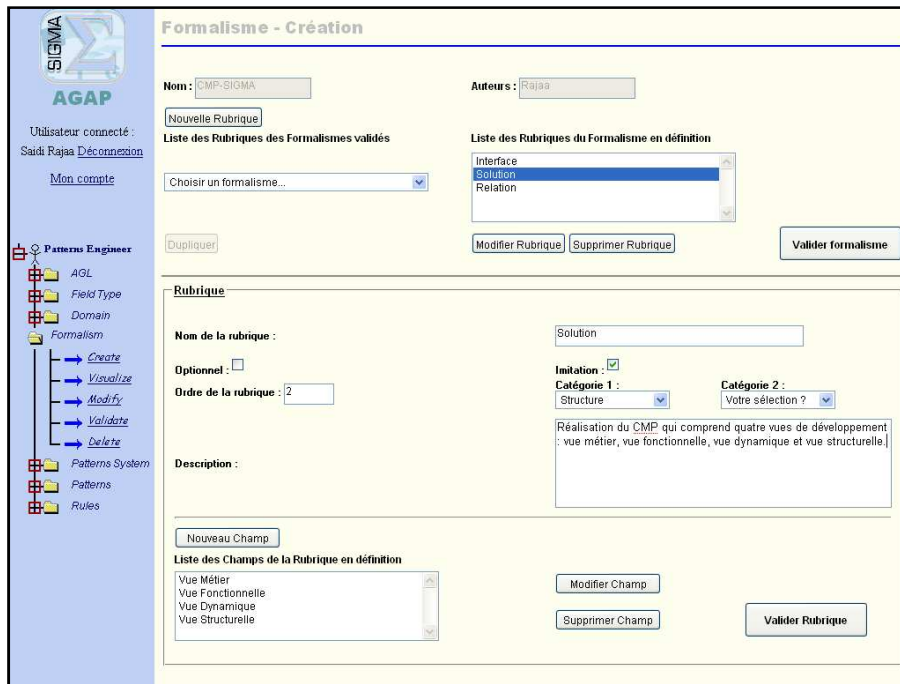 SIGMA
AGAP
Utilisateur connecté :
Saidi Rajaa Déconnexion
Mon compte
Patterns Engineer
AGL
Field Type
Domain
Formalism
Create
Visualize
Modify
Validate
Delete
Patterns System
Patterns
Rules
Formalisme - Création
Nom : CMP-SIGMA
Auteurs : Rajaa
Nouvelle Rubrique
Liste des Rubriques des Formalismes validés
Liste des Rubriques du Formalisme en définition
Choisir un formalisme...
Interface
Solution
Relation
Dupliquer
Modifier Rubrique
Supprimer Rubrique
Valider formalisme
Rubrique
Nom de la rubrique :
Solution
Optionnel :
Imitation :
Ordre de la rubrique : 2
Catégorie 1 :
Catégorie 2 :
Structure
Votre sélection ?
Description :
Réalisation du CMP qui comprend quatre vues de développement
: vue métier, vue fonctionnelle, vue dynamique et vue structurelle.
Nouveau Champ
Liste des Champs de la Rubrique en définition
Vue Métier
Vue Fonctionnelle
Vue Dynamique
Vue Structurelle
Modifier Champ
Supprimer Champ
Valider Rubrique